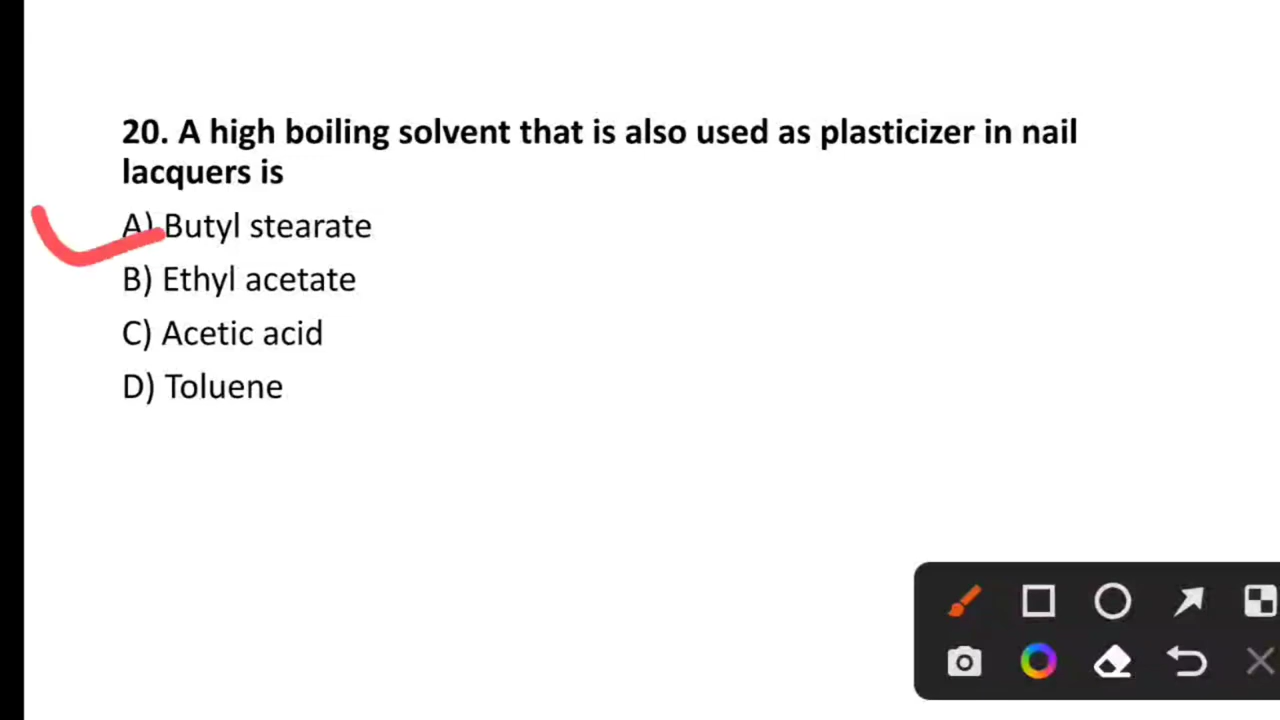 20. A high boiling solvent that is also used as plasticizer in nail
lacquers is
A) Butyl stearate
B) Ethyl acetate
C) Acetic acid
D) Toluene